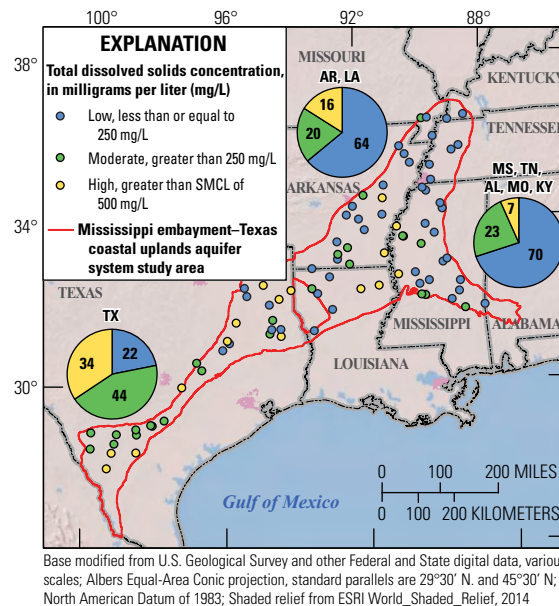 100°
96
92
88°
38°
34°
30°
100°
96°
92
88°
EXPLANATION
Total dissolved solids concentration,
in milligrams per liter (mg/L)
Low, less than or equal to
250 mg/L
Moderate, greater than 250 mg/L
High, greater than SMCL of
500 mg/L
Mississippi embayment–Texas
coastal uplands aquifer
system study area
MISSOURI
KENTUCKY
TENNESSEE
AR, LA
16
20
64
ARKANSAS
MS, TN,
AL, MO, KY
7
23
70
TEXAS
TX
34
22
44
MISSISSIPPI
ALABAMA
LOUISIANA
Gulf of Mexico
0 100 200 MILES
0 100 200 KILOMETERS
Base modified from U.S. Geological Survey and other Federal and State digital data, variou
scales; Albers Equal-Area Conic projection, standard parallels are 29°30′ N. and 45°30′ N;
North American Datum of 1983; Shaded relief from ESRI World_Shaded_Relief, 2014